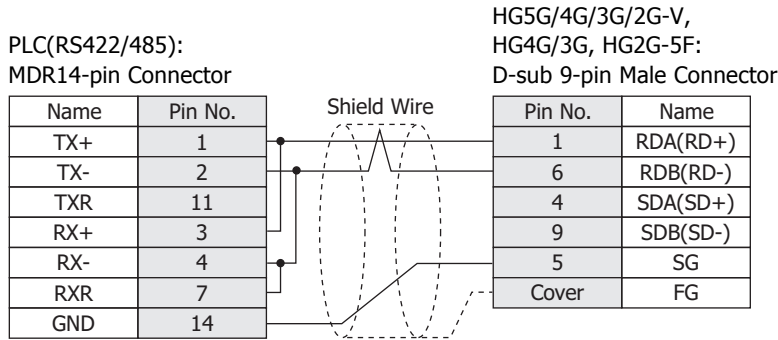 HG5G/4G/3G/2G-V,
PLC(RS422/485): HG4G/3G, HG2G-5F:
MDR14-pin Connector D-sub 9-pin Male Connector
Name Pin No. Shield Wire Pin No. Name
TX+ 1 1 RDA(RD+)
TX- 2 6 RDB(RD-)
TXR 11 4 SDA(SD+)
RX+ 3 9 SDB(SD-)
RX- 4 5 SG
RXR 7 Cover FG
GND 14